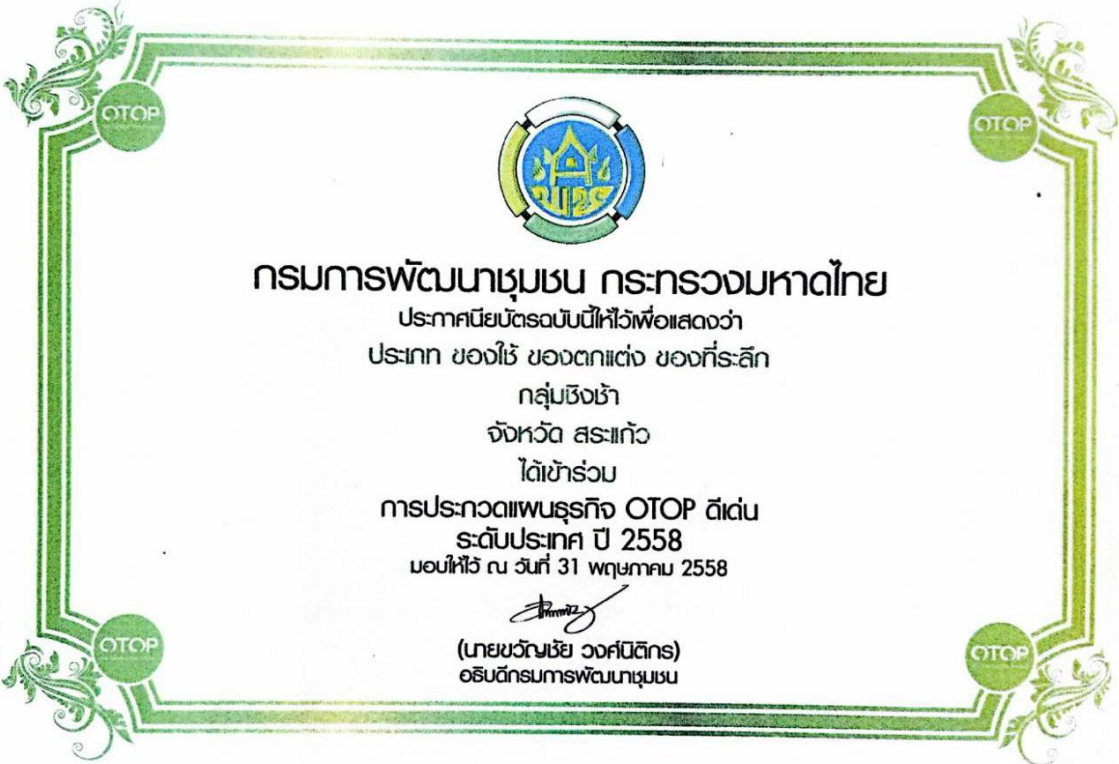 OTOP
OTOP
พช
กรมการพัฒนาชุมชน กระทรวงมหาดไทย
ประกาศนียบัตรฉบับนี้ให้ไว้เพื่อแสดงว่า
ประเภท ของใช้ ของตกแต่ง ของที่ระลึก
กลุ่มชิงช้า
จังหวัด สระแก้ว
ได้เข้าร่วม
การประกวดแผนธุรกิจ OTOP ดีเด่น
ระดับประเทศ ปี 2558
มอบให้ไว้ ณ วันที่ 31 พฤษภาคม 2558
(นายขวัญชัย วงศ์นิติกร)
อธิบดีกรมการพัฒนาชุมชน
OTOP
OTOP